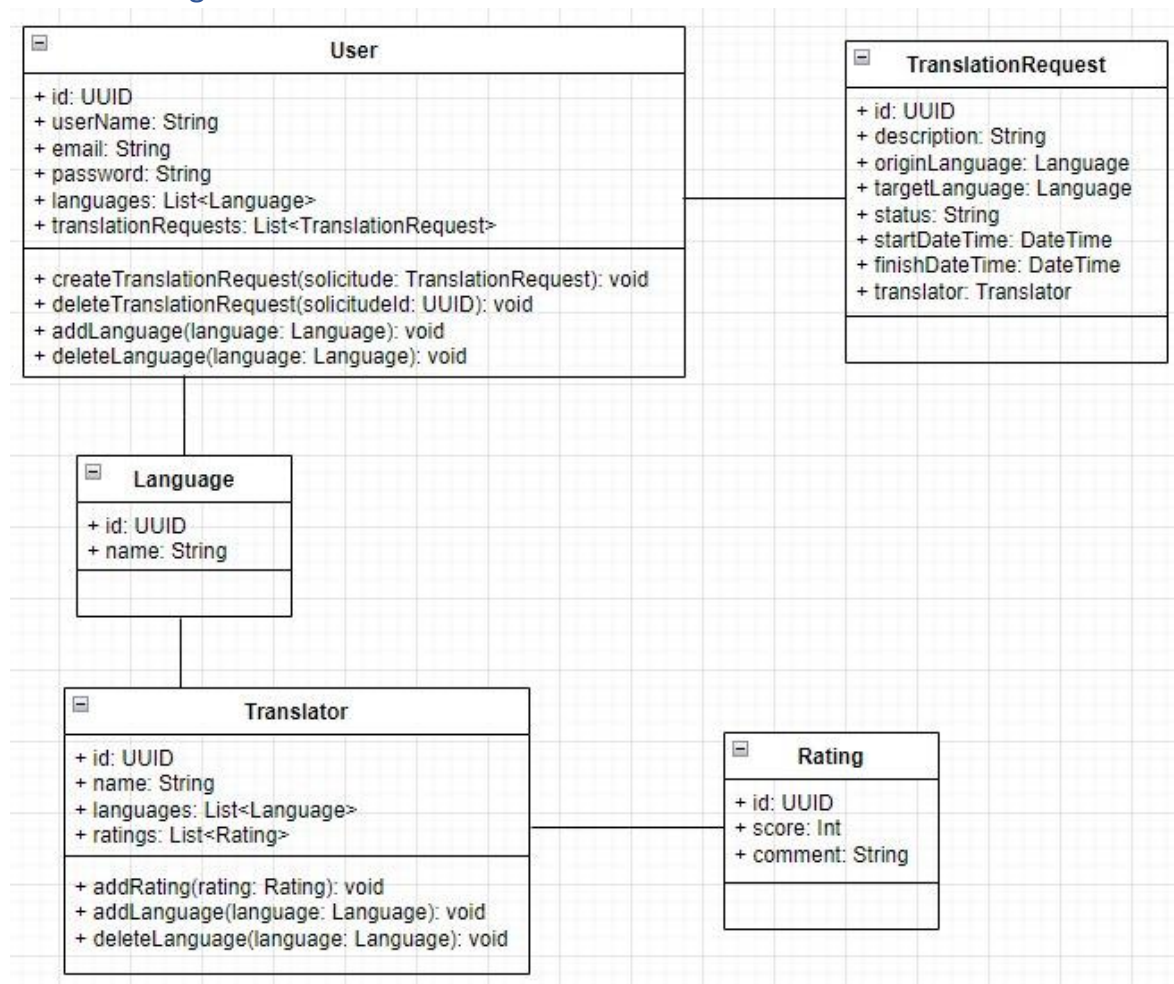 User
+ id: UUID
+ userName: String
+ email: String
+ password: String
+ languages: List<Language>
+ translationRequests: List<TranslationRequest>
+ createTranslationRequest(solicitude: TranslationRequest): void
+ deleteTranslationRequest(solicitudeId: UUID): void
+ addLanguage(language: Language): void
+ deleteLanguage(language: Language): void
TranslationRequest
+ id: UUID
+ description: String
+ originLanguage: Language
+ targetLanguage: Language
+ status: String
+ startDateTime: DateTime
+ finishDateTime: DateTime
+ translator: Translator
Language
+ id: UUID
+ name: String
Translator
+ id: UUID
+ name: String
+ languages: List<Language>
+ ratings: List<Rating>
+ addRating(rating: Rating): void
+ addLanguage(language: Language): void
+ deleteLanguage(language: Language): void
Rating
+ id: UUID
+ score: Int
+ comment: String